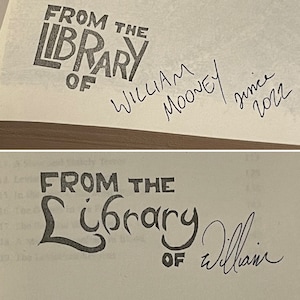 FROM THE
LIBRARY
OF
WILLIAM
MOONEY
since
2022
FROM THE
Library
OF
William